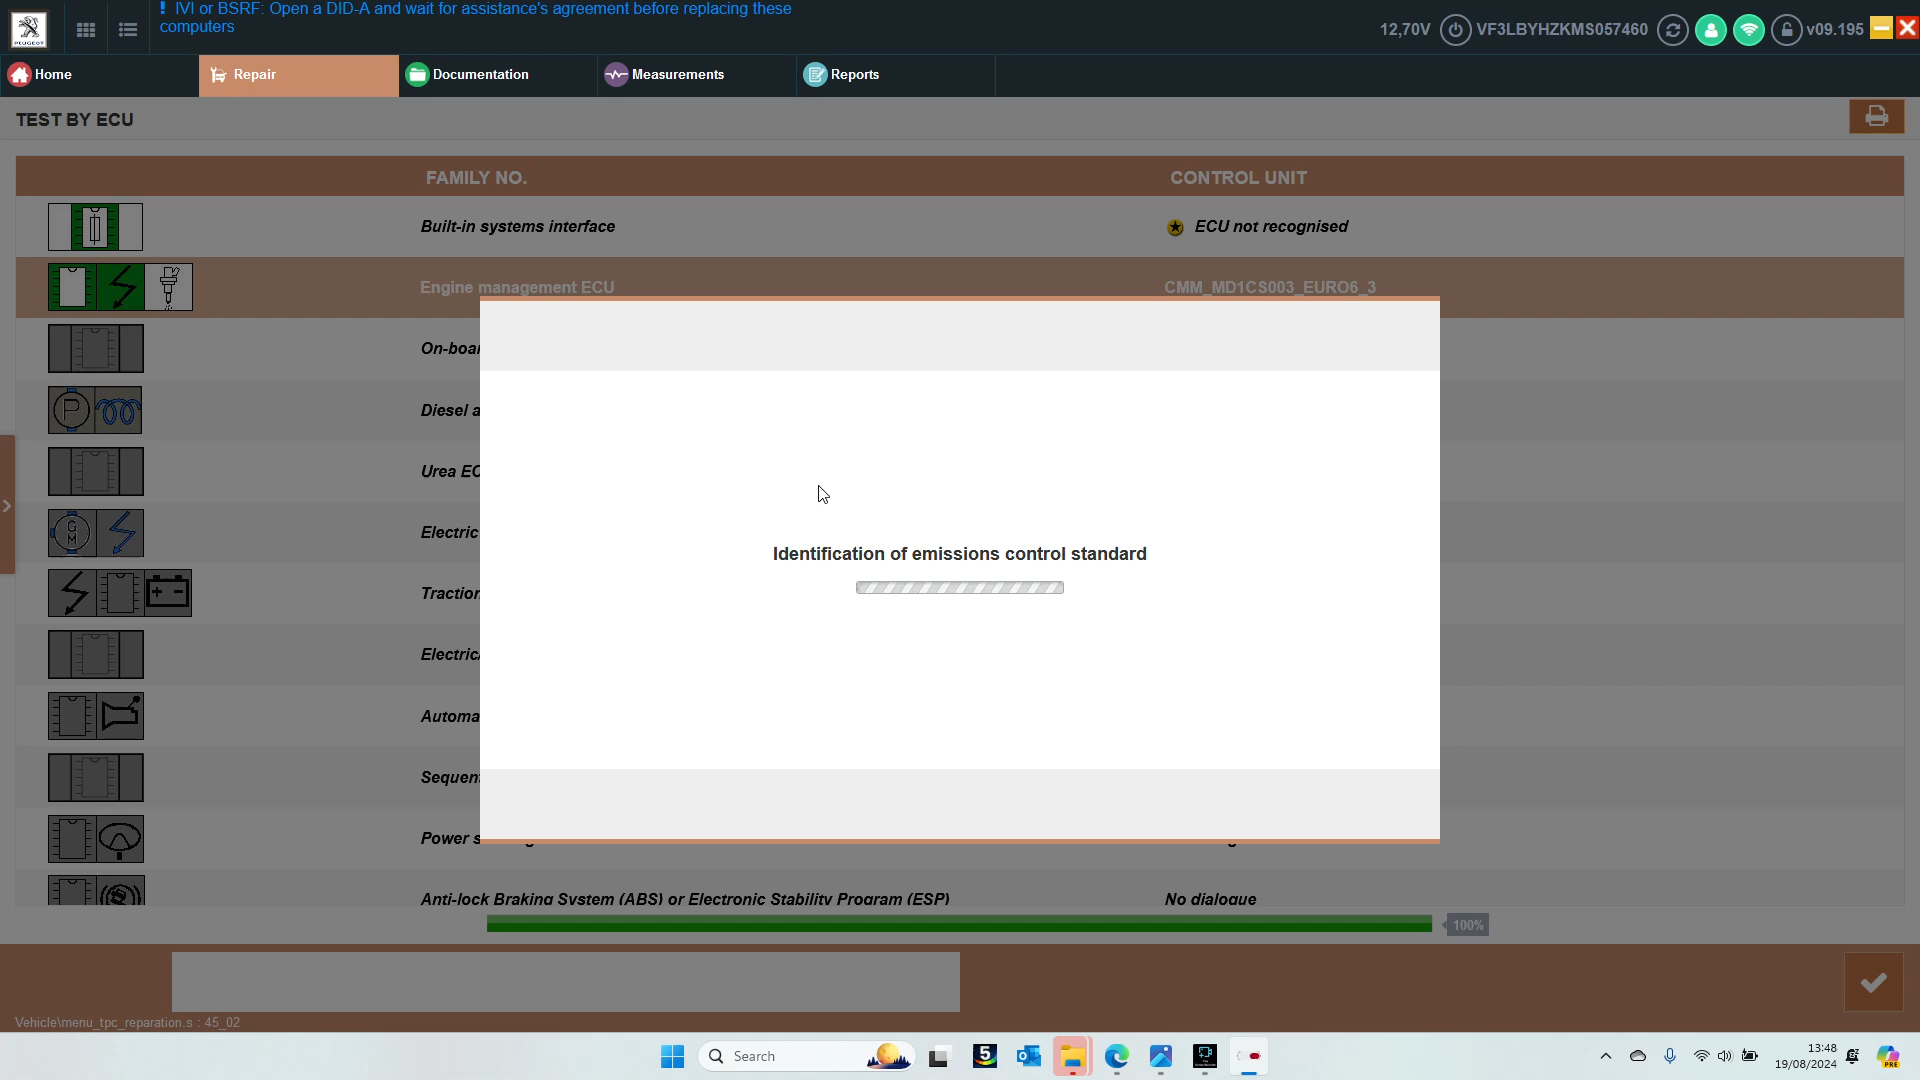 ! IVI or BSRF: Open a DID-A and wait for assistance's agreement before replacing these
computers
PEUGEOT
12,70V
VF3LBYHZKMS057460
v09.195
Home
Repair
Documentation
Measurements
Reports
TEST BY ECU
FAMILY NO.
CONTROL UNIT
Built-in systems interface
ECU not recognised
Engine management ECU
CMM_MD1CS003_EURO6_3
On-boar
P
Diesel a
Urea EC
G
M
Electric
Identification of emissions control standard
Traction
Electric
Automa
Sequen
Power s
Anti-lock Braking System (ABS) or Electronic Stability Program (ESP)
No dialogue
100%
Vehicle\menu_tpc_reparation.s : 45_02
Search
5
13:48
19/08/2024
PRE